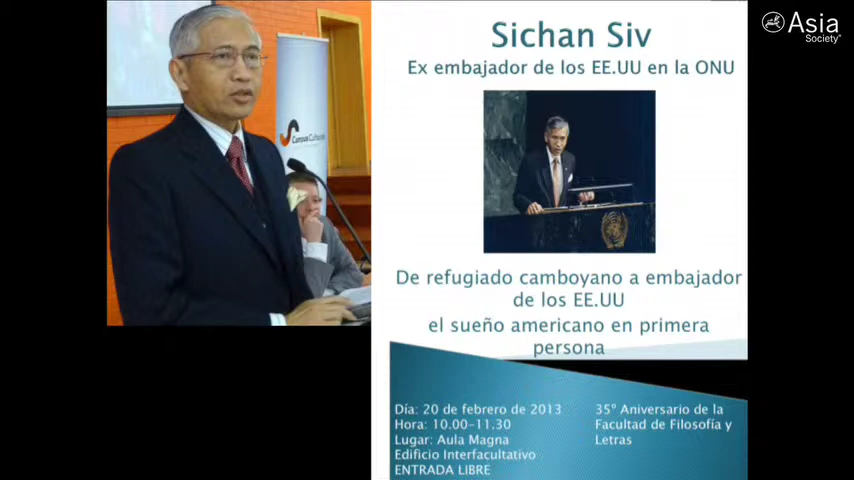 Sichan Siv
Ex embajador de los EE.UU en la ONU
De refugiado camboyano a embajador
de los EE.UU
el sueño americano en primera
persona
Día: 20 de febrero de 2013
Hora: 10.00-11.30
Lugar: Aula Magna
Edificio Interfacultativo
ENTRADA LIBRE
35º Aniversario de la
Facultad de Filosofía y
Letras
Asia
Society®